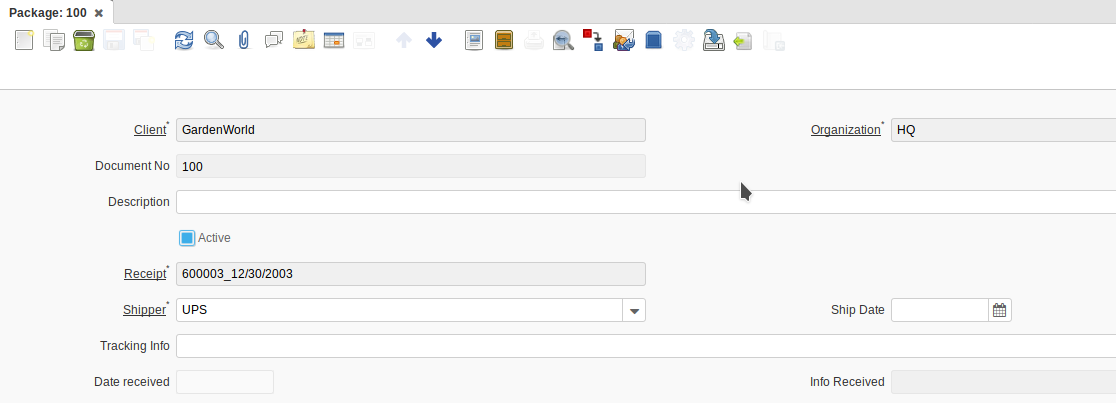 Package: 100
Client* GardenWorld Organization* HQ
Document No 100
Description
Active
Receipt* 600003_12/30/2003
Shipper* UPS Ship Date
Tracking Info
Date received Info Received